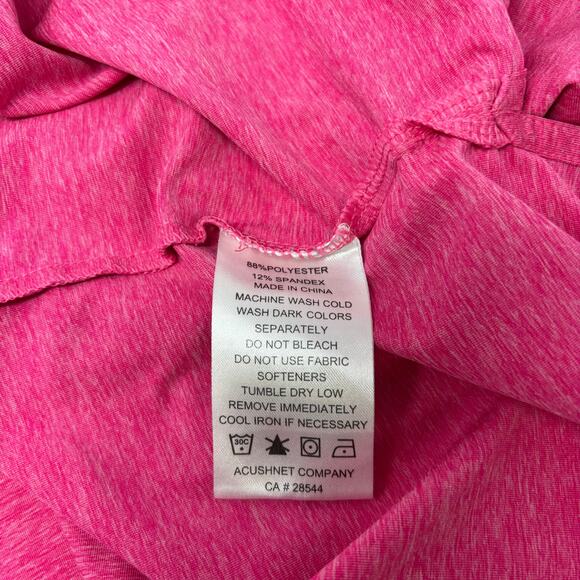 88%POLYESTER
12% SPANDEX
MADE IN CHINA
MACHINE WASH COLD
WASH DARK COLORS
SEPARATELY
DO NOT BLEACH
DO NOT USE FABRIC
SOFTENERS
TUMBLE DRY LOW
REMOVE IMMEDIATELY
COOL IRON IF NECESSARY
30C
ACUSHNET COMPANY
CA # 28544